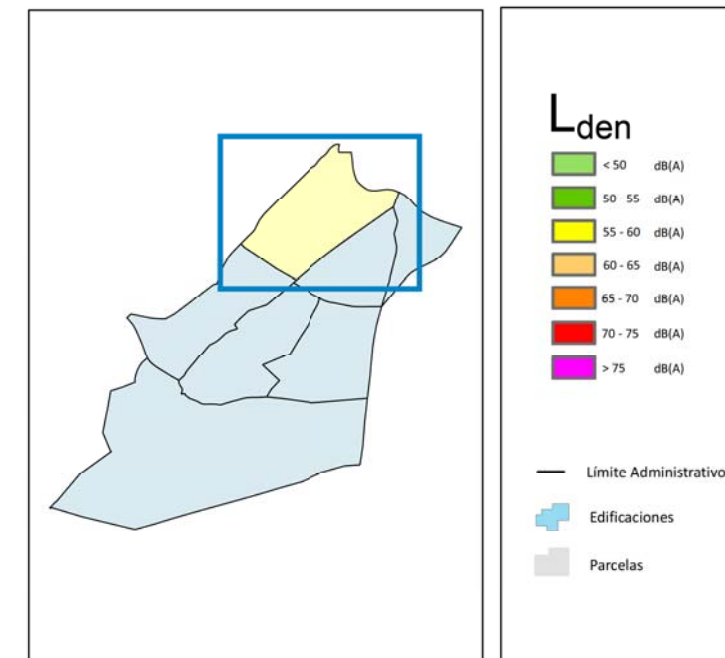 Lden
< 50 dB(A)
50 55 dB(A)
55 - 60 dB(A)
60 - 65 dB(A)
65 - 70 dB(A)
70 - 75 dB(A)
> 75 dB(A)
Límite Administrativo
Edificaciones
Parcelas